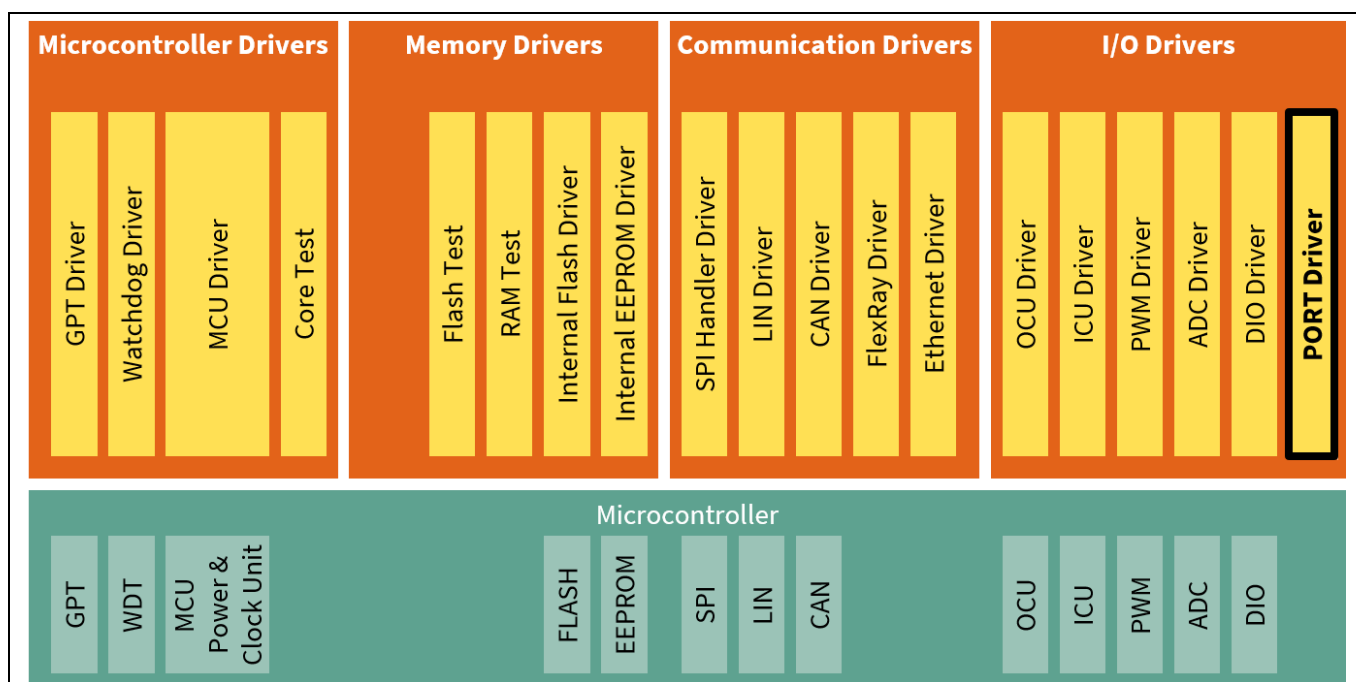 Microcontroller Drivers
Memory Drivers
Communication Drivers
I/O Drivers
GPT Driver
Watchdog Driver
MCU Driver
Core Test
Flash Test
RAM Test
Internal Flash Driver
Internal EEPROM Driver
SPI Handler Driver
LIN Driver
CAN Driver
FlexRay Driver
Ethernet Driver
OCU Driver
ICU Driver
PWM Driver
ADC Driver
DIO Driver
PORT Driver
Microcontroller
GPT
WDT
MCU
Power &
Clock Unit
FLASH
EEPROM
SPI
LIN
CAN
OCU
ICU
PWM
ADC
DIO